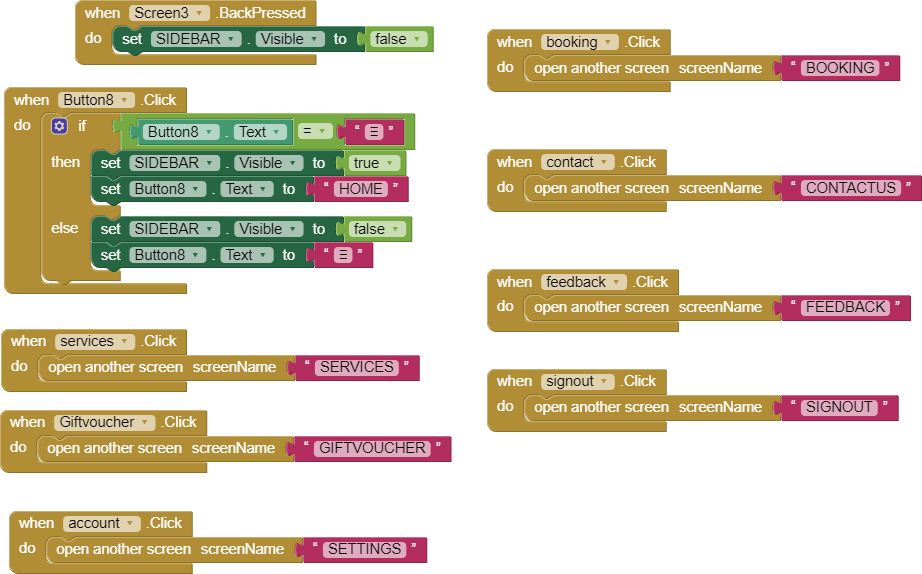 when Screen3 .BackPressed
do set SIDEBAR . Visible to false
when Button8 .Click
do if Button8 . Text = “ Ξ ”
then set SIDEBAR . Visible to true
set Button8 . Text to “ HOME ”
else set SIDEBAR . Visible to false
set Button8 . Text to “ Ξ ”
when services .Click
do open another screen screenName “ SERVICES ”
when Giftvoucher .Click
do open another screen screenName “ GIFTVOUCHER ”
when account .Click
do open another screen screenName “ SETTINGS ”
when booking .Click
do open another screen screenName “ BOOKING ”
when contact .Click
do open another screen screenName “ CONTACTUS ”
when feedback .Click
do open another screen screenName “ FEEDBACK ”
when signout .Click
do open another screen screenName “ SIGNOUT ”